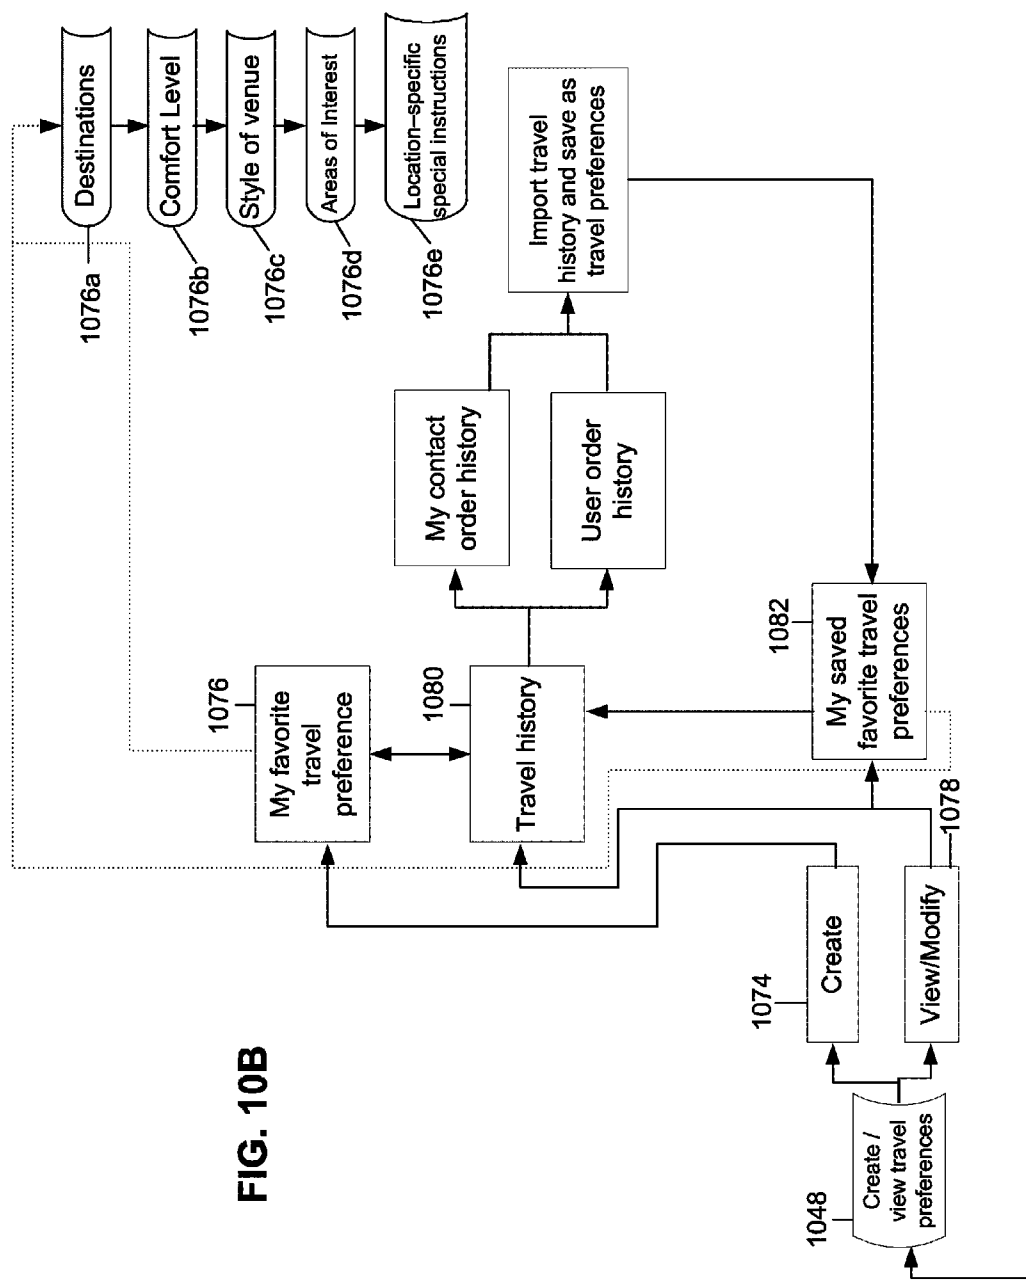 FIG. 10B
1048
Create /
view travel
preferences
1074
Create
View/Modify
1078
1076
My favorite
travel
preference
1080
Travel history
1082
My saved
favorite travel
preferences
My contact
order history
User order
history
Import travel
history and save as
travel preferences
1076a
Destinations
1076b
Comfort Level
1076c
Style of venue
1076d
Areas of Interest
1076e
Location–specific
special instructions